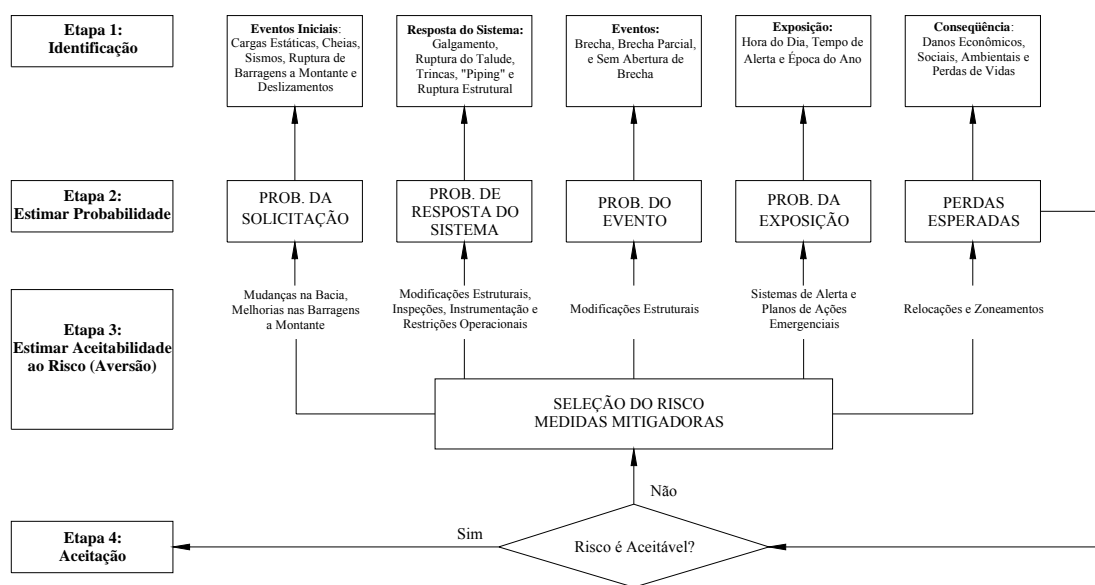 Etapa 1:
Identificação
Eventos Iniciais:
Cargas Estáticas, Cheias,
Sismos, Ruptura de
Barragens a Montante e
Deslizamentos
Resposta do Sistema:
Galgamento,
Ruptura do Talude,
Trincas, "Piping" e
Ruptura Estrutural
Eventos:
Brecha, Brecha Parcial,
e Sem Abertura de
Brecha
Exposição:
Hora do Dia, Tempo de
Alerta e Época do Ano
Conseqüência:
Danos Econômicos,
Sociais, Ambientais e
Perdas de Vidas
Etapa 2:
Estimar Probabilidade
PROB. DA
SOLICITAÇÃO
PROB. DE
RESPOSTA DO
SISTEMA
PROB. DO
EVENTO
PROB. DA
EXPOSIÇÃO
PERDAS
ESPERADAS
Etapa 3:
Estimar Aceitabilidade
ao Risco (Aversão)
Mudanças na Bacia,
Melhorias nas Barragens
a Montante
Modificações Estruturais,
Inspeções, Instrumentação e
Restrições Operacionais
Modificações Estruturais
Sistemas de Alerta e
Planos de Ações
Emergenciais
Relocações e Zoneamentos
SELEÇÃO DO RISCO
MEDIDAS MITIGADORAS
Não
Etapa 4:
Aceitação
Sim
Risco é Aceitável?